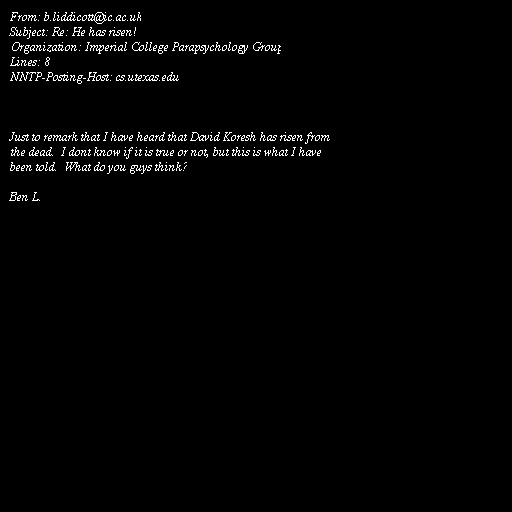 From: b.liddicott@ic.ac.uk
Subject: Re: He has risen!
Organization: Imperial College Parapsychology Group
Lines: 8
NNTP-Posting-Host: cs.utexas.edu
Just to remark that I have heard that David Koresh has risen from
the dead.  I dont know if it is true or not, but this is what I have
been told.  What do you guys think?
Ben L.